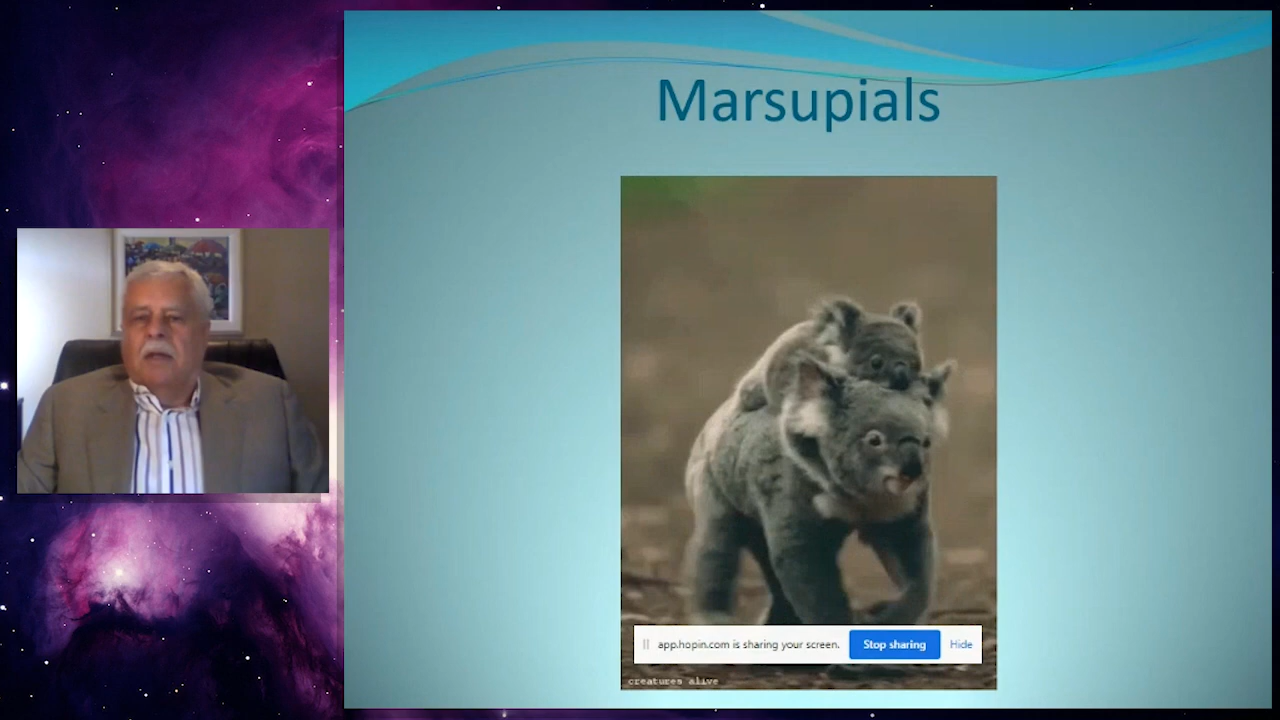 Marsupials
app.hopin.com is sharing your screen. Stop sharing Hide
creatures alive